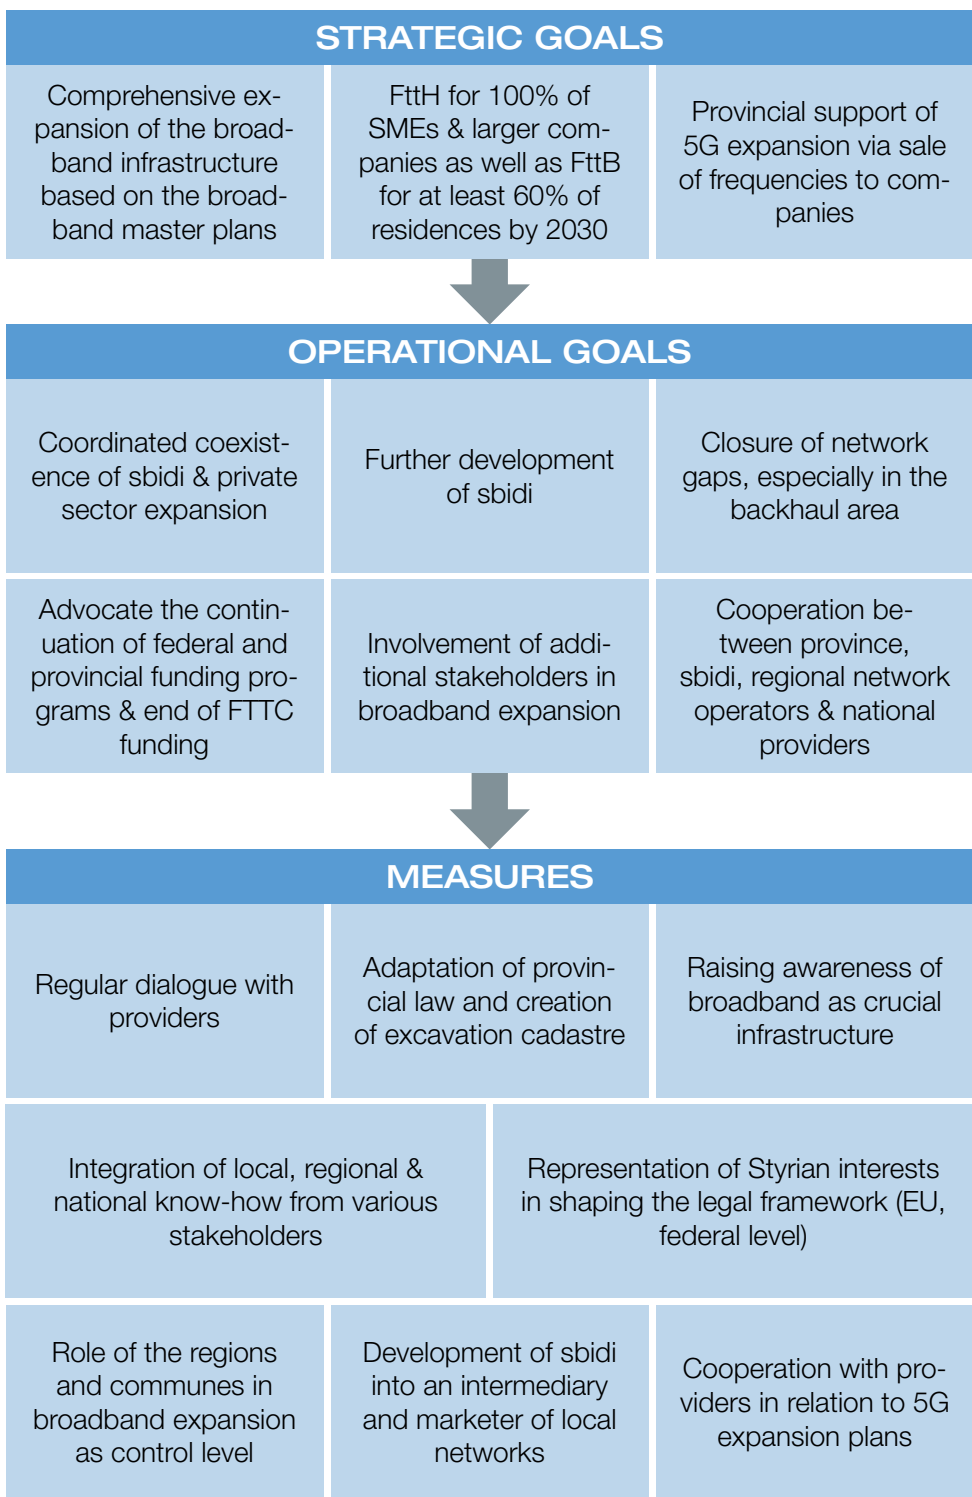 STRATEGIC GOALS
Comprehensive ex-
pansion of the broad-
band infrastructure
based on the broad-
band master plans
FttH for 100% of
SMEs & larger com-
panies as well as FttB
for at least 60% of
residences by 2030
Provincial support of
5G expansion via sale
of frequencies to com-
panies
OPERATIONAL GOALS
Coordinated coexist-
ence of sbidi & private
sector expansion
Further development
of sbidi
Closure of network
gaps, especially in the
backhaul area
Advocate the contin-
uation of federal and
provincial funding pro-
grams & end of FTTC
funding
Involvement of addi-
tional stakeholders in
broadband expansion
Cooperation be-
tween province,
sbidi, regional network
operators & national
providers
MEASURES
Regular dialogue with
providers
Adaptation of provin-
cial law and creation
of excavation cadastre
Raising awareness of
broadband as crucial
infrastructure
Integration of local, regional &
national know-how from various
stakeholders
Representation of Styrian interests
in shaping the legal framework (EU,
federal level)
Role of the regions
and communes in
broadband expansion
as control level
Development of sbidi
into an intermediary
and marketer of local
networks
Cooperation with pro-
viders in relation to 5G
expansion plans